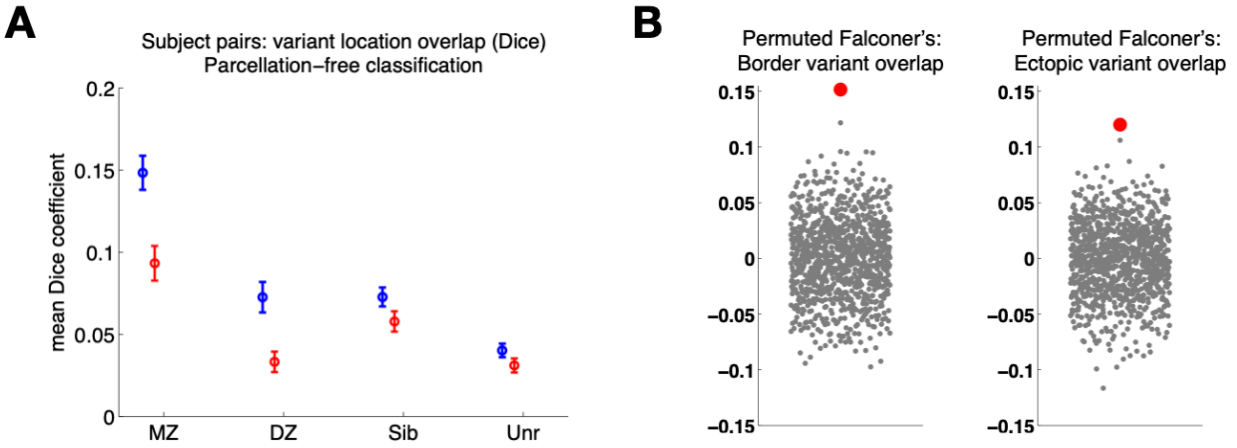 A
Subject pairs: variant location overlap (Dice)
Parcellation−free classification
mean Dice coefficient
0.2
0.15
0.1
0.05
0
MZ
DZ
Sib
Unr
B
Permuted Falconer's:
Border variant overlap
0.15
0.1
0.05
0
−0.05
−0.1
−0.15
Permuted Falconer's:
Ectopic variant overlap
0.15
0.1
0.05
0
−0.05
−0.1
−0.15